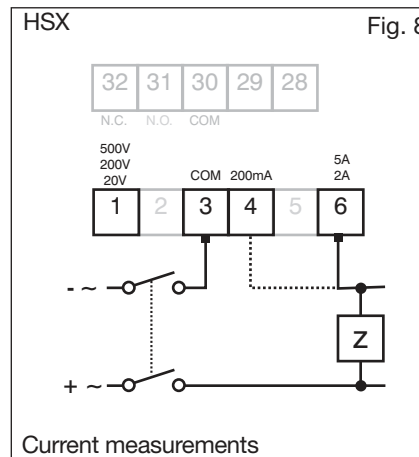 HSX Fig. 8
32 31 30 29 28
N.C. N.O. COM
500V
200V 5A
20V COM 200mA 2A
1 2 3 4 5 6
- ~
Z
+ ~
Current measurements